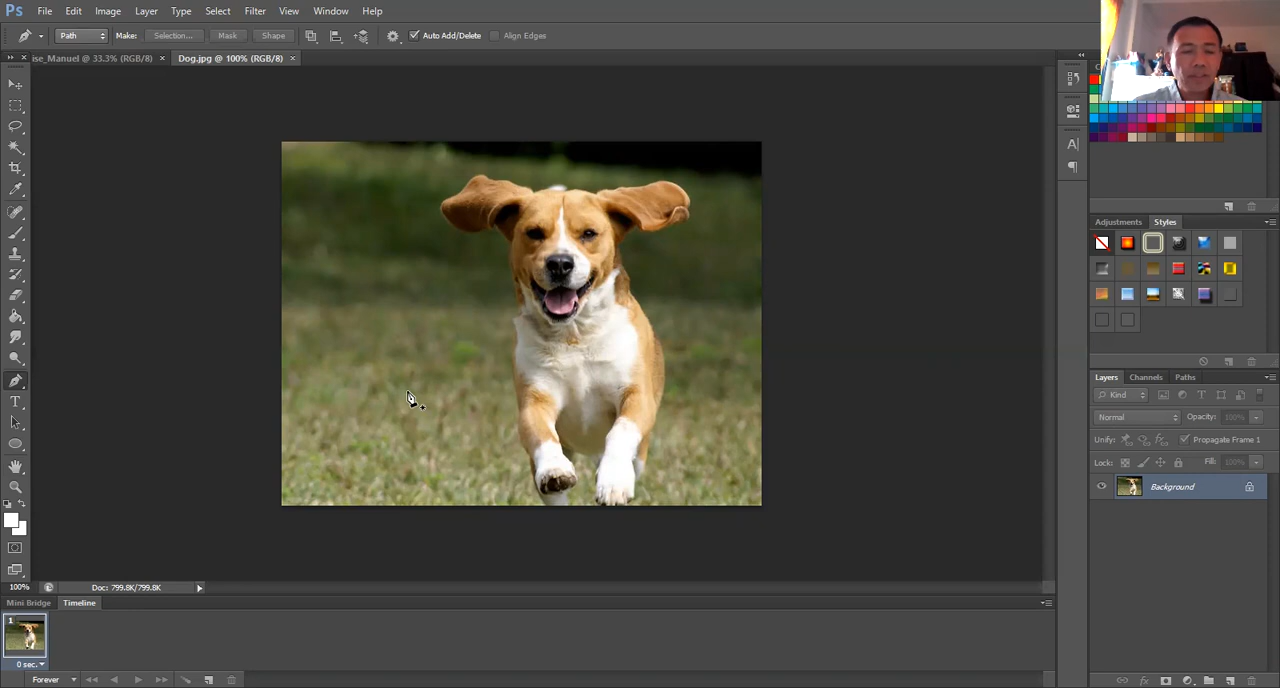 Ps File Edit Image Layer Type Select Filter View Window Help
Path Make: Selection... Mask Shape Auto Add/Delete Align Edges
ise_Manuel @ 33.3% (RGB/8) × Dog.jpg @ 100% (RGB/8) ×
Adjustments Styles
Layers Channels Paths
Kind
Normal Opacity: 100%
Unify: Propagate Frame 1
Lock: Fill: 100%
Background
100% Doc: 799.8K/799.8K
Mini Bridge Timeline
1
0 sec.
Forever